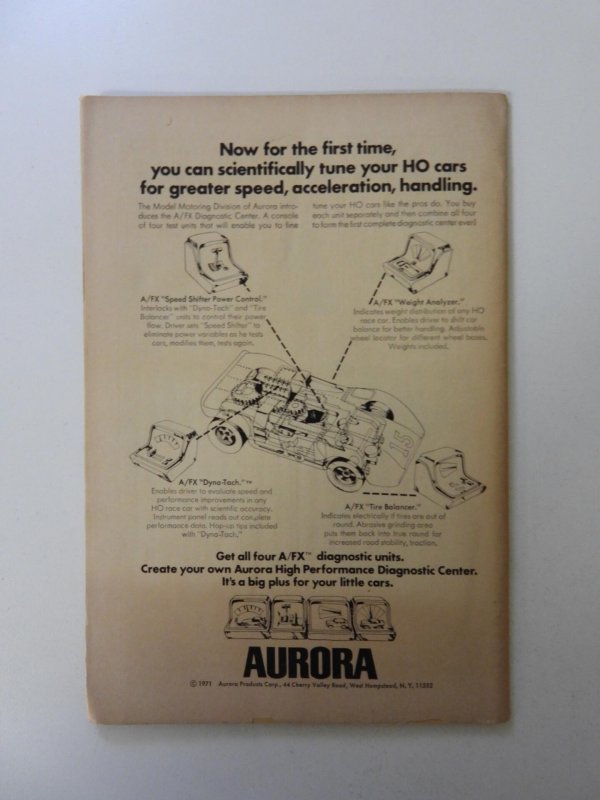 Now for the first time,
you can scientifically tune your HO cars
for greater speed, acceleration, handling.
The Model Motoring Division of Aurora intro-
duces the A/FX Diagnostic Center. A console
of four test units that will enable you to fine
tune your HO cars like the pros do. You buy
each unit separately and then combine all four
to form the first complete diagnostic center ever!
A/FX "Speed Shifter Power Control."
Interlocks with "Dyna-Tach" and "Tire
Balancer" units to control their power
flow. Driver sets "Speed Shifter" to
eliminate power variables as he tests
cars, modifies them, tests again.
A/FX "Weight Analyzer."
Indicates weight distribution of any HO
race car. Enables driver to shift car
balance for better handling. Adjustable
wheel locator for different wheel bases.
Weights included.
15
A/FX "Dyna-Tach."™
Enables driver to evaluate speed and
performance improvements in any
HO race car with scientific accuracy.
Instrument panel reads out complete
performance data. Hop-up tips included
with "Dyna-Tach."
A/FX "Tire Balancer."
Indicates electrically if tires are out of
round. Abrasive grinding area
puts them back into true round for
increased road stability, traction.
Get all four A/FX™ diagnostic units.
Create your own Aurora High Performance Diagnostic Center.
It's a big plus for your little cars.
AURORA
© 1971 Aurora Products Corp., 44 Cherry Valley Road, West Hempstead, N. Y. 11552